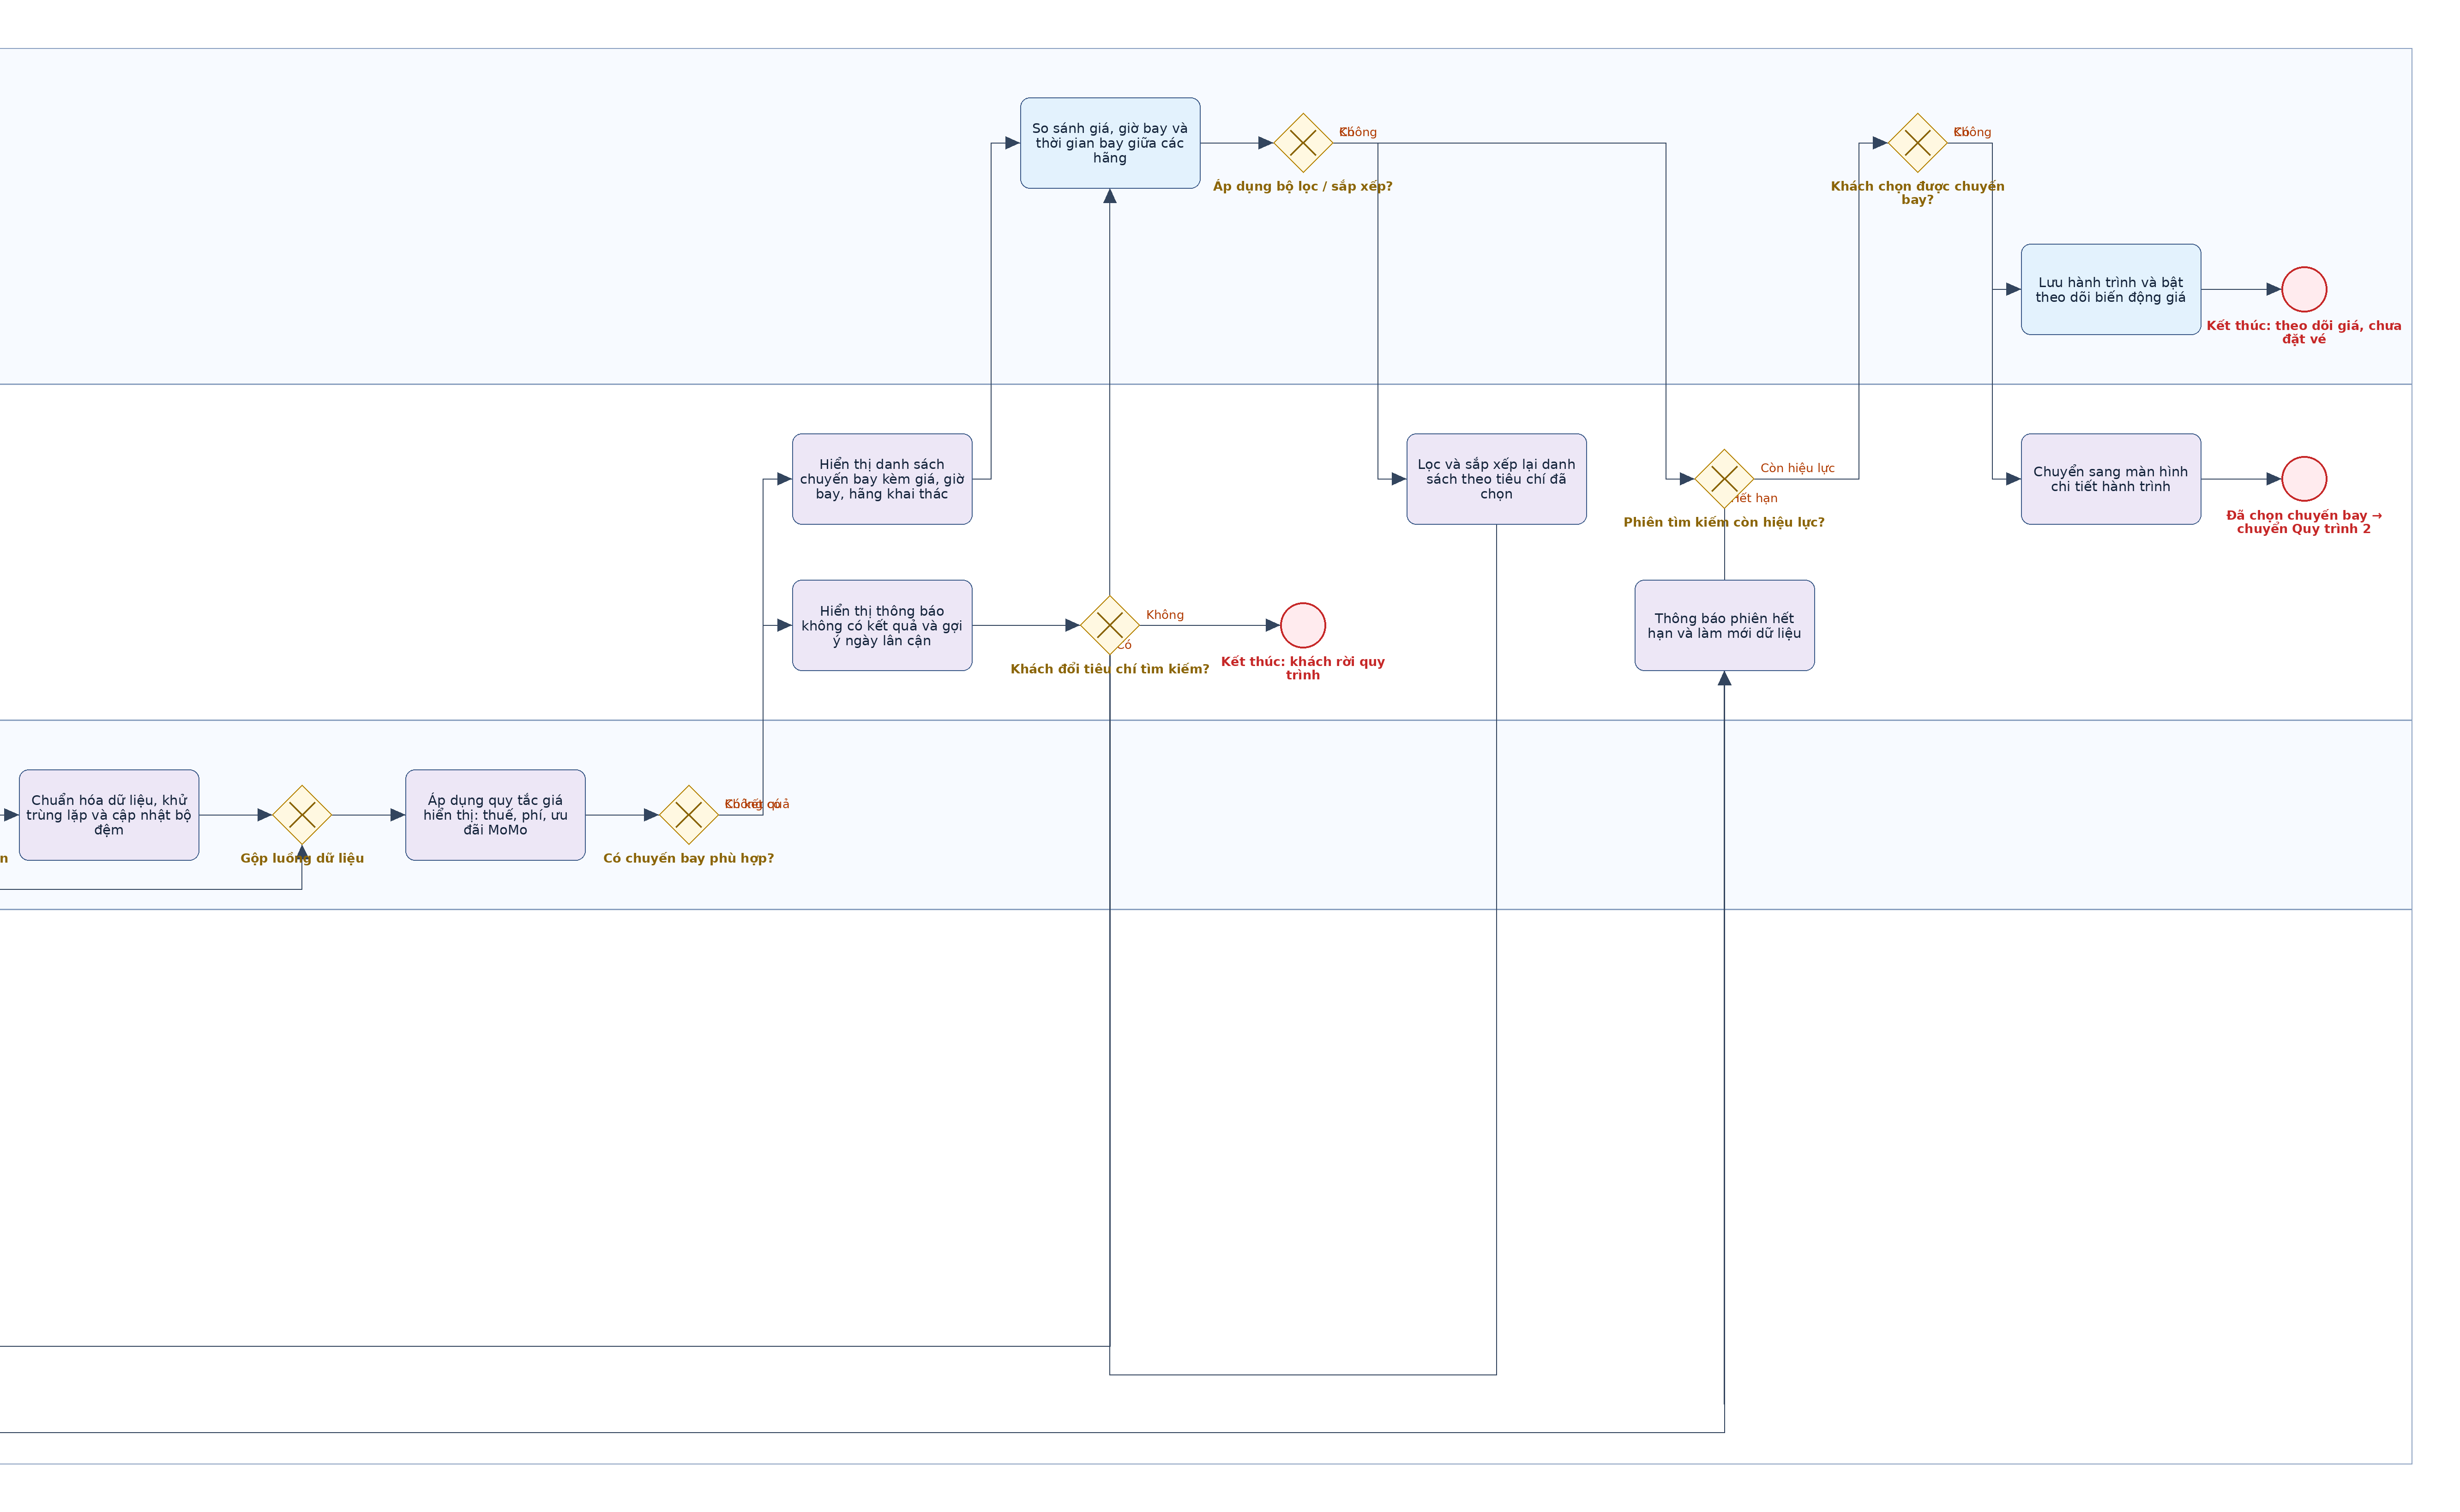 So sánh giá, giờ bay và
thời gian bay giữa các
hãng
Không
Áp dụng bộ lọc / sắp xếp?
Không
Khách chọn được chuyến
bay?
Lưu hành trình và bật
theo dõi biến động giá
Kết thúc: theo dõi giá, chưa
đặt vé
Hiển thị danh sách
chuyến bay kèm giá, giờ
bay, hãng khai thác
Lọc và sắp xếp lại danh
sách theo tiêu chí đã
chọn
Còn hiệu lực
Hết hạn
Phiên tìm kiếm còn hiệu lực?
Chuyển sang màn hình
chi tiết hành trình
Đã chọn chuyến bay →
chuyển Quy trình 2
Hiển thị thông báo
không có kết quả và gợi
ý ngày lân cận
Không
Có
Khách đổi tiêu chí tìm kiếm?
Kết thúc: khách rời quy
trình
Thông báo phiên hết
hạn và làm mới dữ liệu
Chuẩn hóa dữ liệu, khử
trùng lặp và cập nhật bộ
đệm
n
Gộp luồng dữ liệu
Áp dụng quy tắc giá
hiển thị: thuế, phí, ưu
đãi MoMo
Có kết quả
Không có
Có chuyến bay phù hợp?